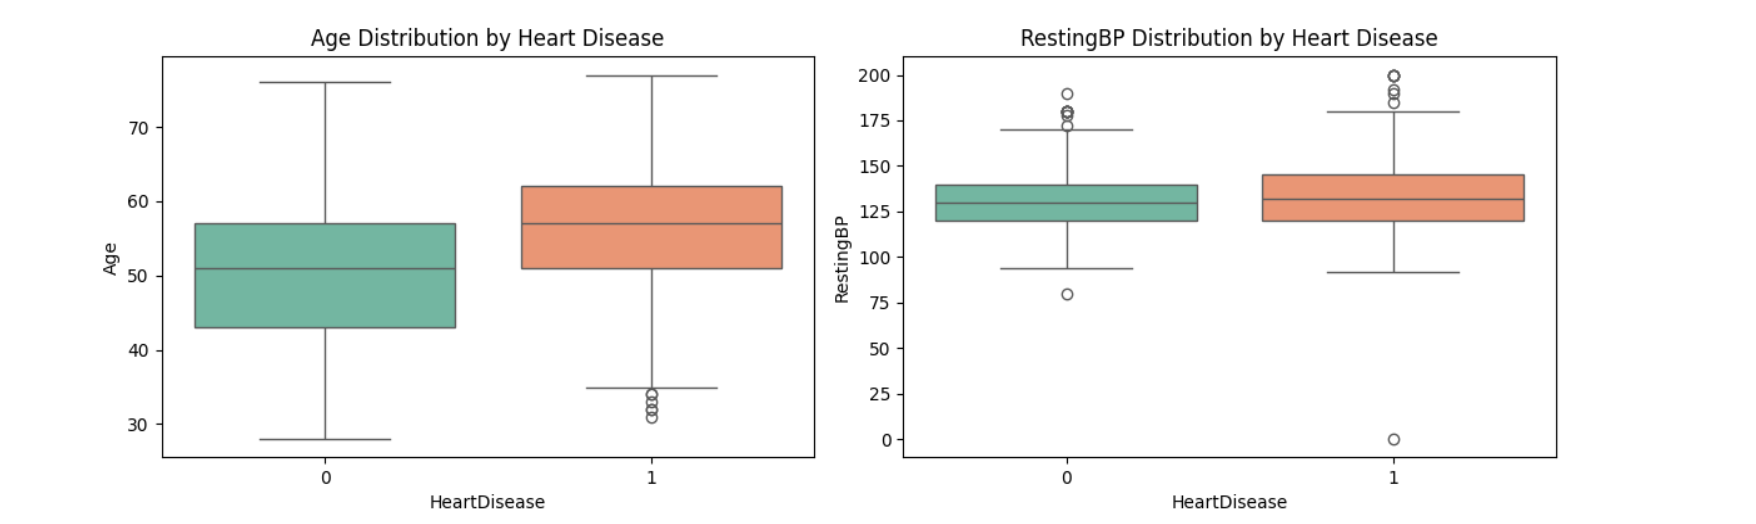 Age Distribution by Heart Disease
70
60
50
40
30
Age
0 1
HeartDisease
RestingBP Distribution by Heart Disease
200
175
150
125
100
75
50
25
0
RestingBP
0 1
HeartDisease